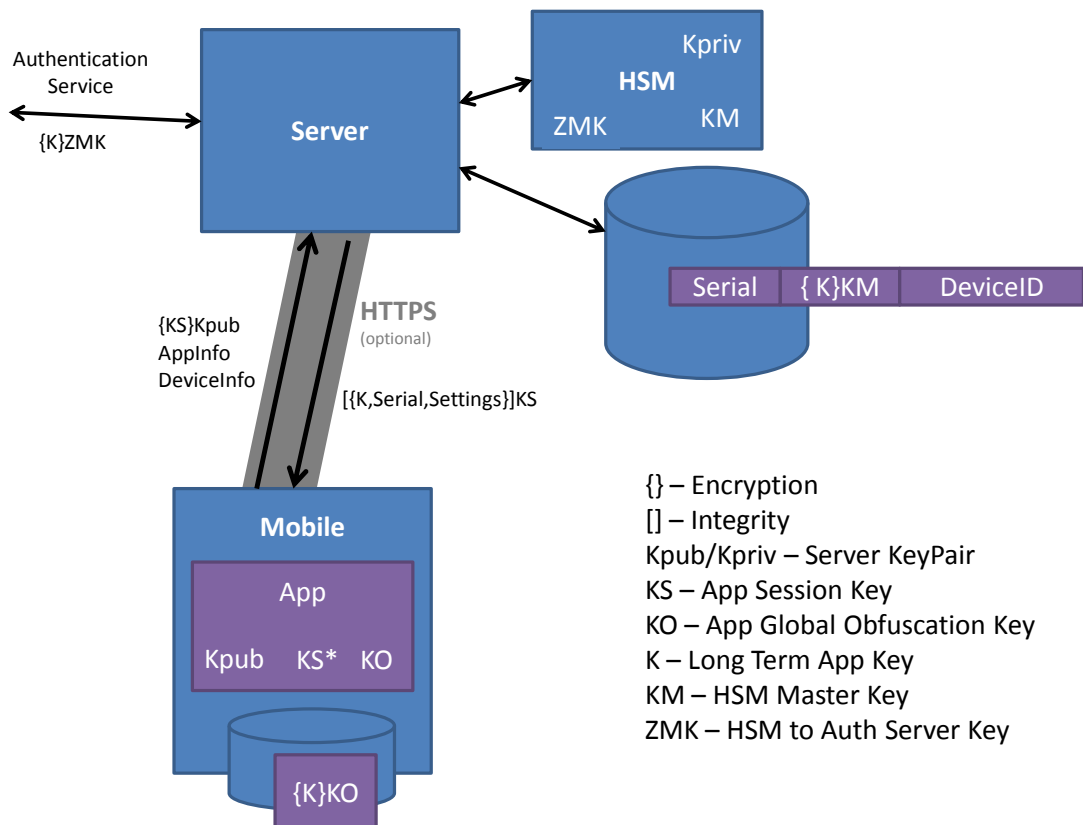 Authentication
Service
{K}ZMK
Server
Kpriv
HSM
ZMK
KM
Serial
{ K}KM
DeviceID
HTTPS
(optional)
{KS}Kpub
AppInfo
DeviceInfo
[{K,Serial,Settings}]KS
Mobile
App
Kpub
KS*
KO
{K}KO
{} – Encryption
[] – Integrity
Kpub/Kpriv – Server KeyPair
KS – App Session Key
KO – App Global Obfuscation Key
K – Long Term App Key
KM – HSM Master Key
ZMK – HSM to Auth Server Key